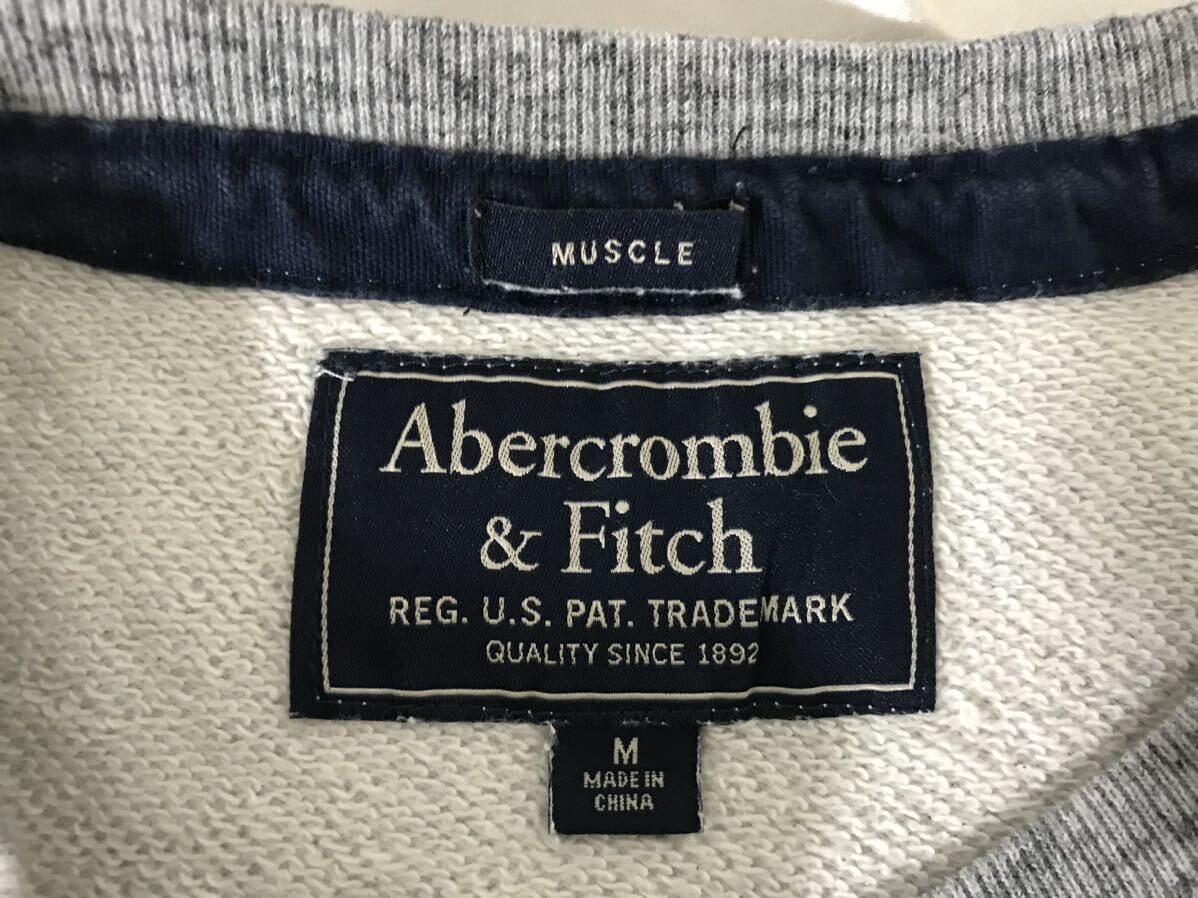 MUSCLE
Abercrombie
& Fitch
REG. U.S. PAT. TRADEMARK
QUALITY SINCE 1892
M
MADE IN
CHINA